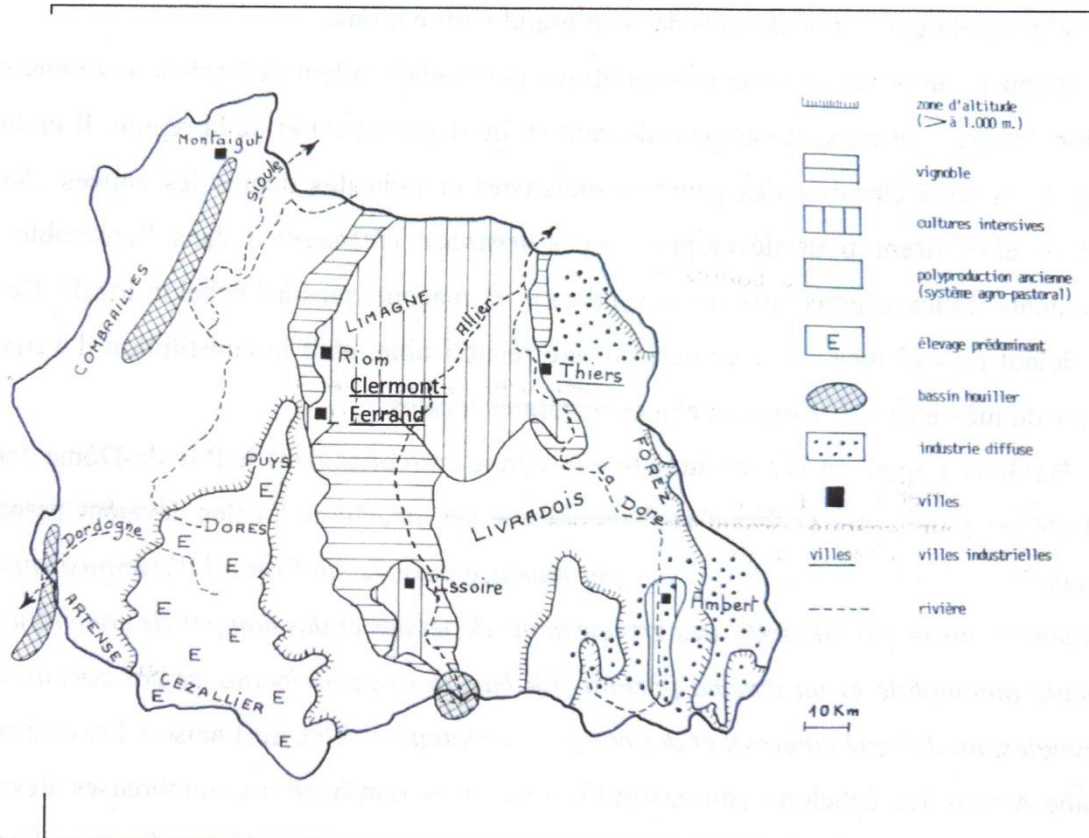 Montaigut
Sioule
COMBRAILLES
LIMAGNE
Allier
Riom
Clermont-
Ferrand
Thiers
PUYS
E
DORES
E
E
LIVRADOIS
FOREZ
Dore
Dordogne
ARTENSE
E
E
E
E
E
CEZALLIER
E
E
E
E
Issoire
Ambert
zone d'altitude
(> à 1.000 m.)
vignoble
cultures intensives
polyproduction ancienne
(système agro-pastoral)
E
élevage prédominant
bassin houiller
industrie diffuse
villes
villes
villes industrielles
rivière
10 Km